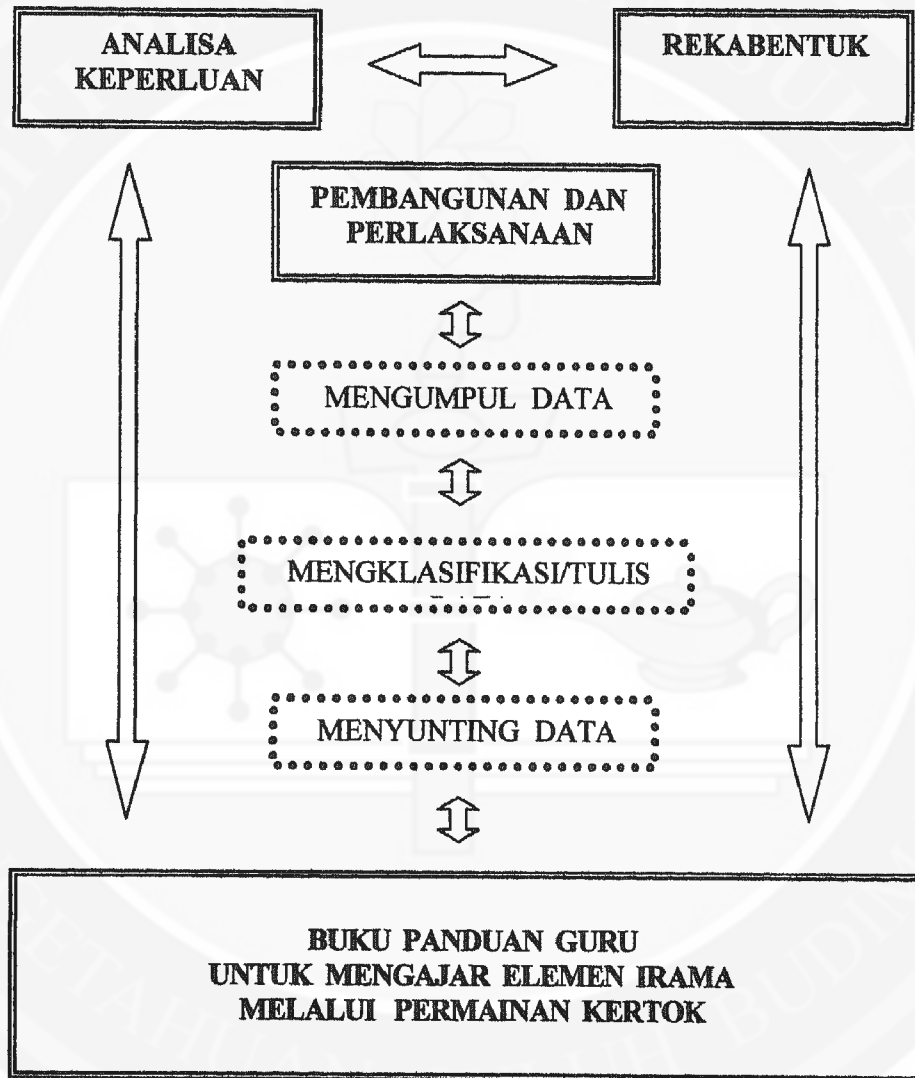 ANALISA
KEPERLUAN
REKABENTUK
PEMBANGUNAN DAN
PERLAKSANAAN
MENGUMPUL DATA
MENGKLASIFIKASI/TULIS
MENYUNTING DATA
BUKU PANDUAN GURU
UNTUK MENGAJAR ELEMEN IRAMA
MELALUI PERMAINAN KERTOK